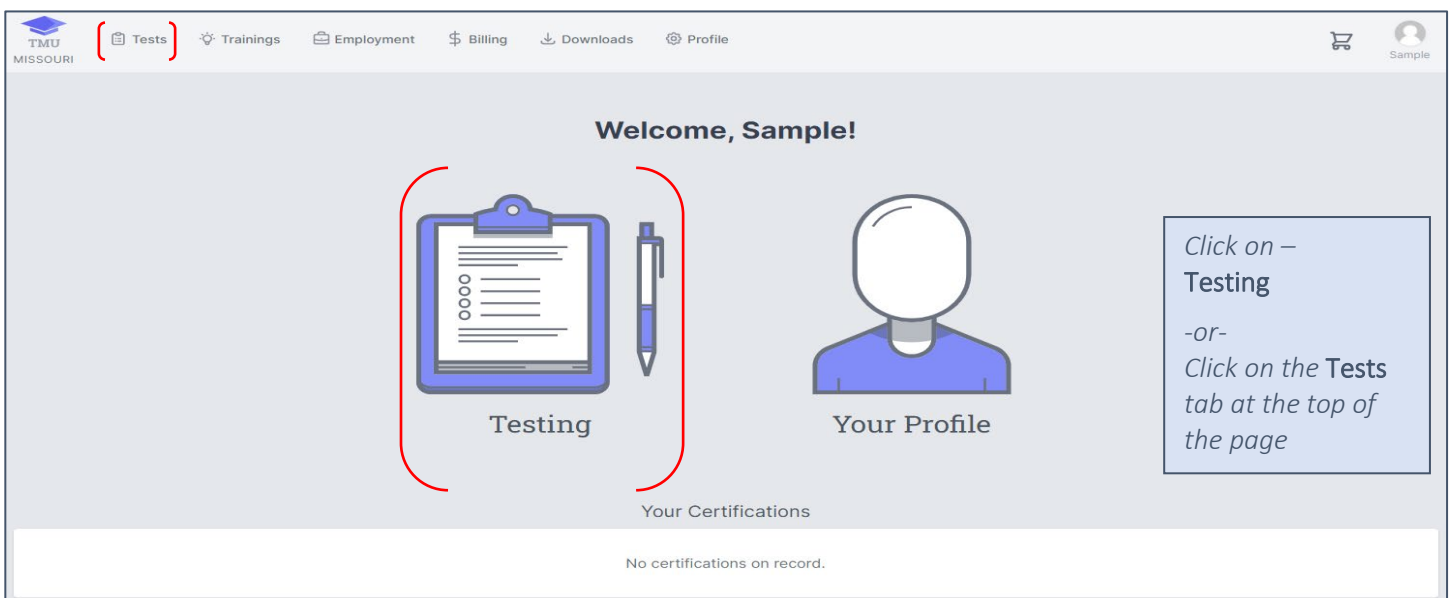 TMU
MISSOURI
Tests Trainings Employment $ Billing Downloads Profile
Sample
Welcome, Sample!
Testing
Your Profile
Click on –
Testing
-or-
Click on the Tests
tab at the top of
the page
Your Certifications
No certifications on record.